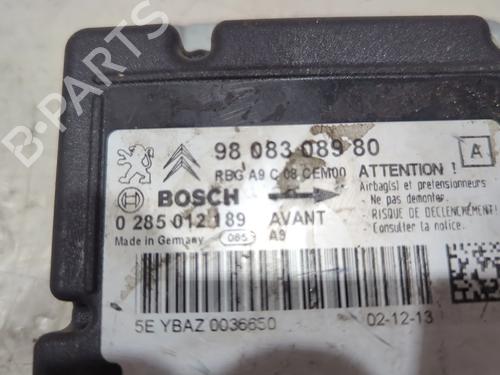 98 083 089 80
A
RBG A9 C 08 CEM00
ATTENTION !
Airbag(s) et pretensionneurs
- Ne pas demonter.
- RISQUE DE DECLENCHEMENT!
Consulter la notice.
BOSCH
0 285 012 189
AVANT
Made in Germany
085
A9
5E YBAZ 0036650
02-12-13
B-PARTS